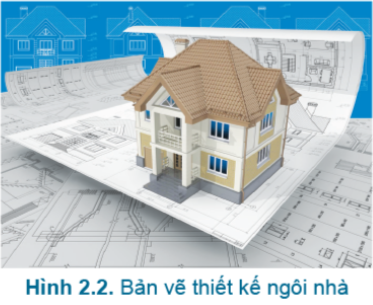 Hình 2.2. Bản vẽ thiết kế ngôi nhà